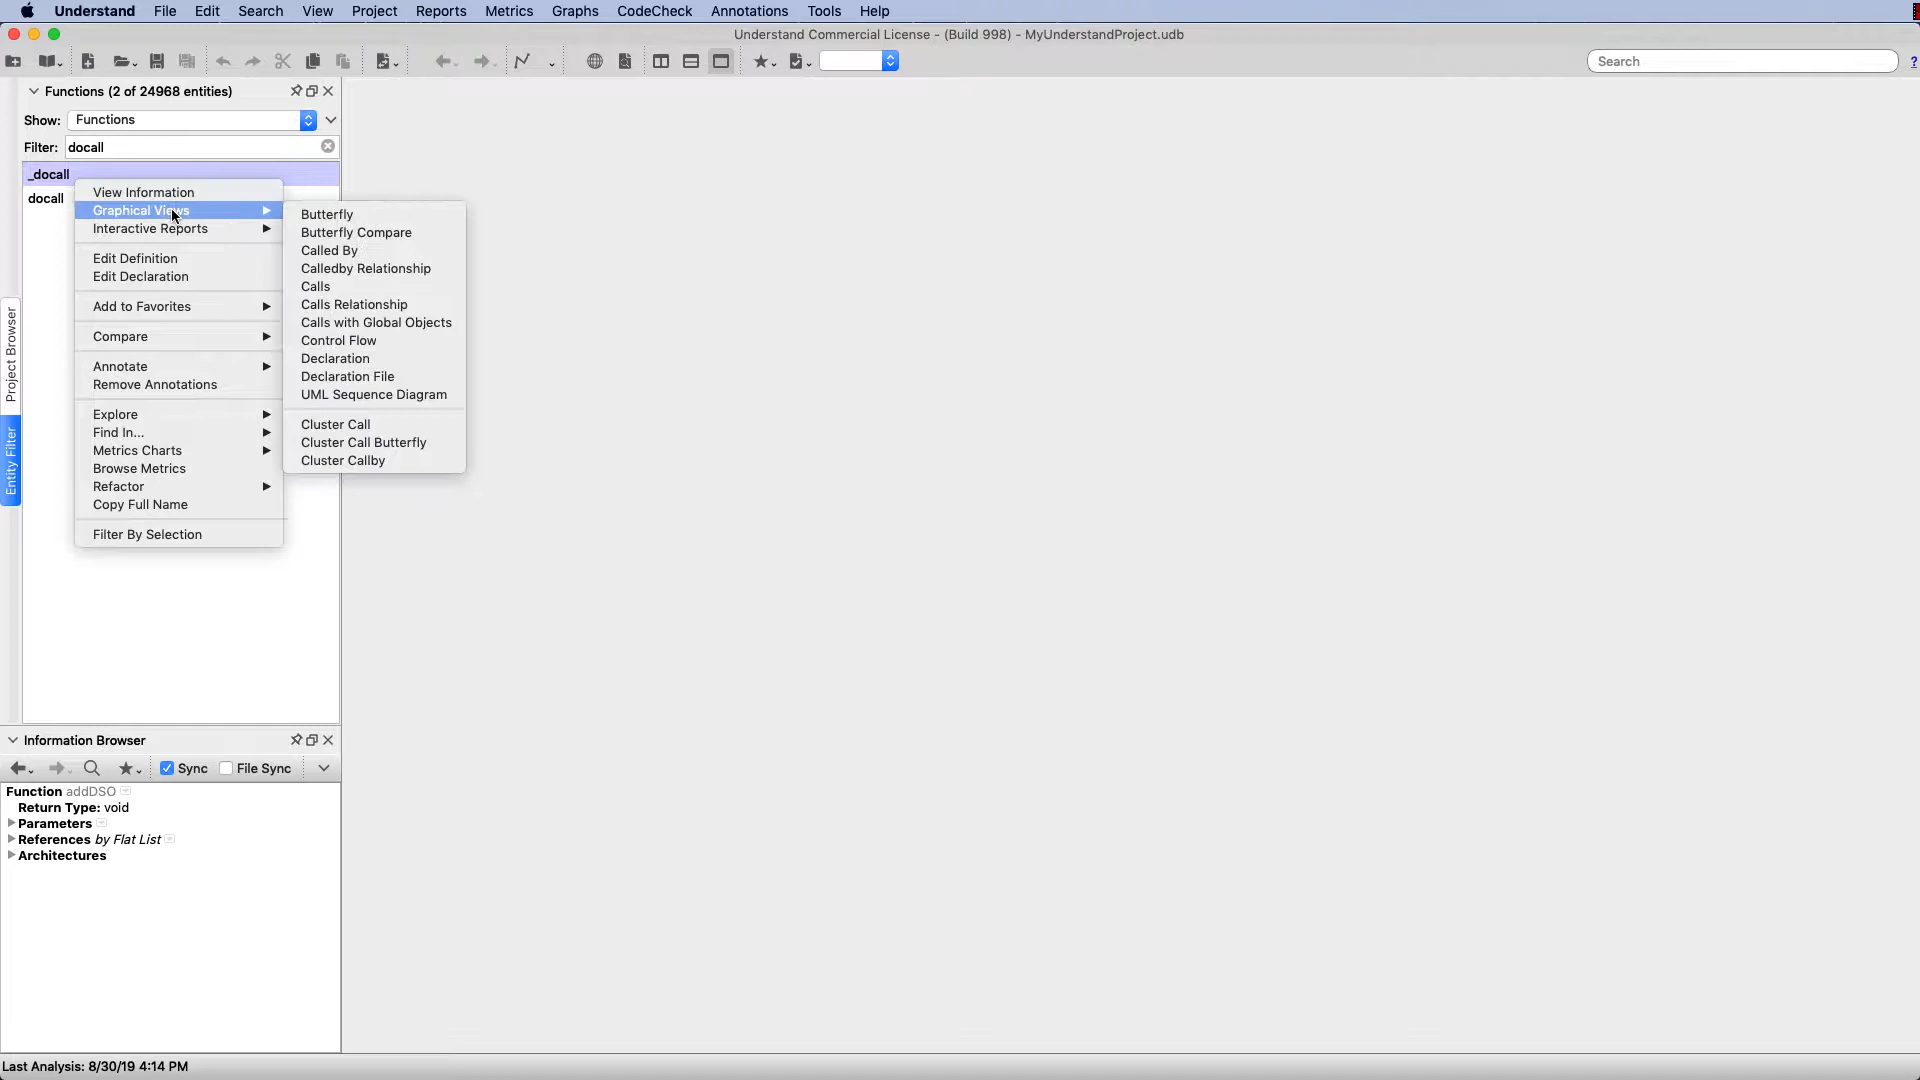 Understand File Edit Search View Project Reports Metrics Graphs CodeCheck Annotations Tools Help
Understand Commercial License - (Build 998) - MyUnderstandProject.udb
Search
?
Functions (2 of 24968 entities)
Show: Functions
Filter: docall
_docall
docall
View Information
Graphical Views
Interactive Reports
Edit Definition
Edit Declaration
Add to Favorites
Compare
Annotate
Remove Annotations
Explore
Find In...
Metrics Charts
Browse Metrics
Refactor
Copy Full Name
Filter By Selection
Butterfly
Butterfly Compare
Called By
Calledby Relationship
Calls
Calls Relationship
Calls with Global Objects
Control Flow
Declaration
Declaration File
UML Sequence Diagram
Cluster Call
Cluster Call Butterfly
Cluster Callby
Project Browser
Entity Filter
Information Browser
Sync File Sync
Function addDSO
Return Type: void
Parameters
References by Flat List
Architectures
Last Analysis: 8/30/19 4:14 PM